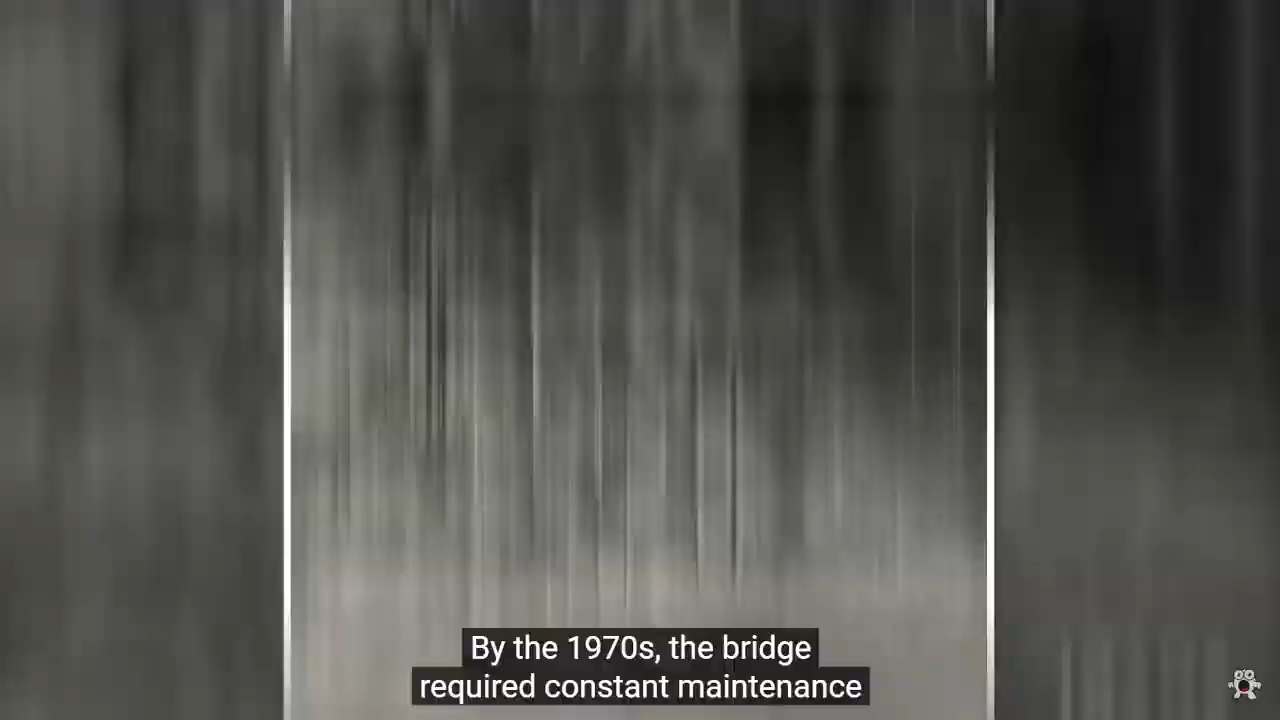 By the 1970s, the bridge
required constant maintenance